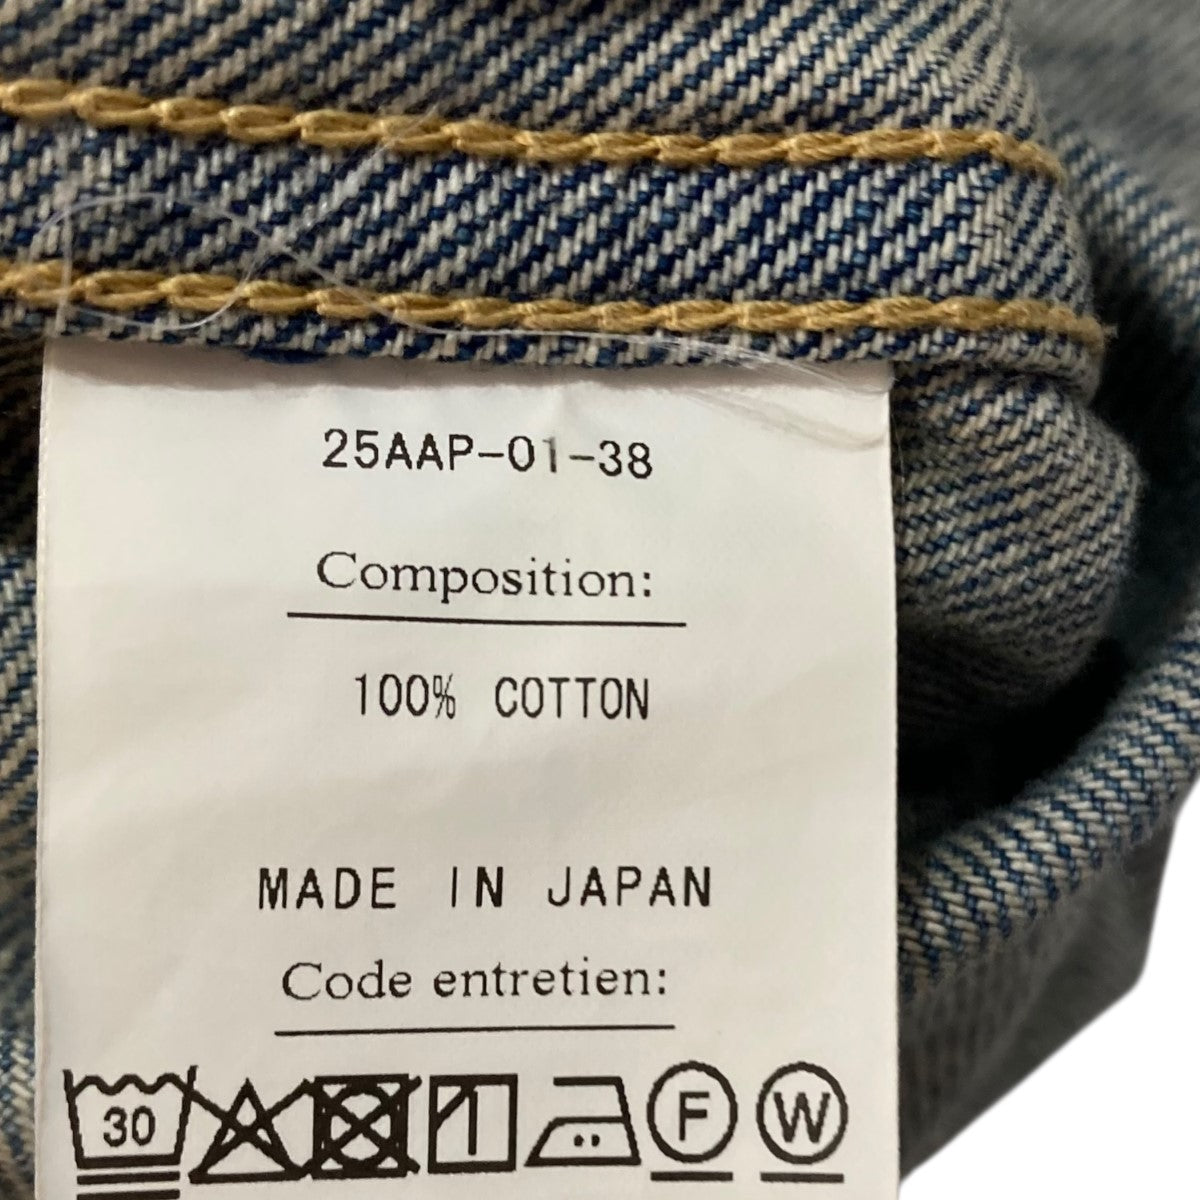 25AAP-01-38
Composition:
100% COTTON
MADE IN JAPAN
Code entretien:
30 F W